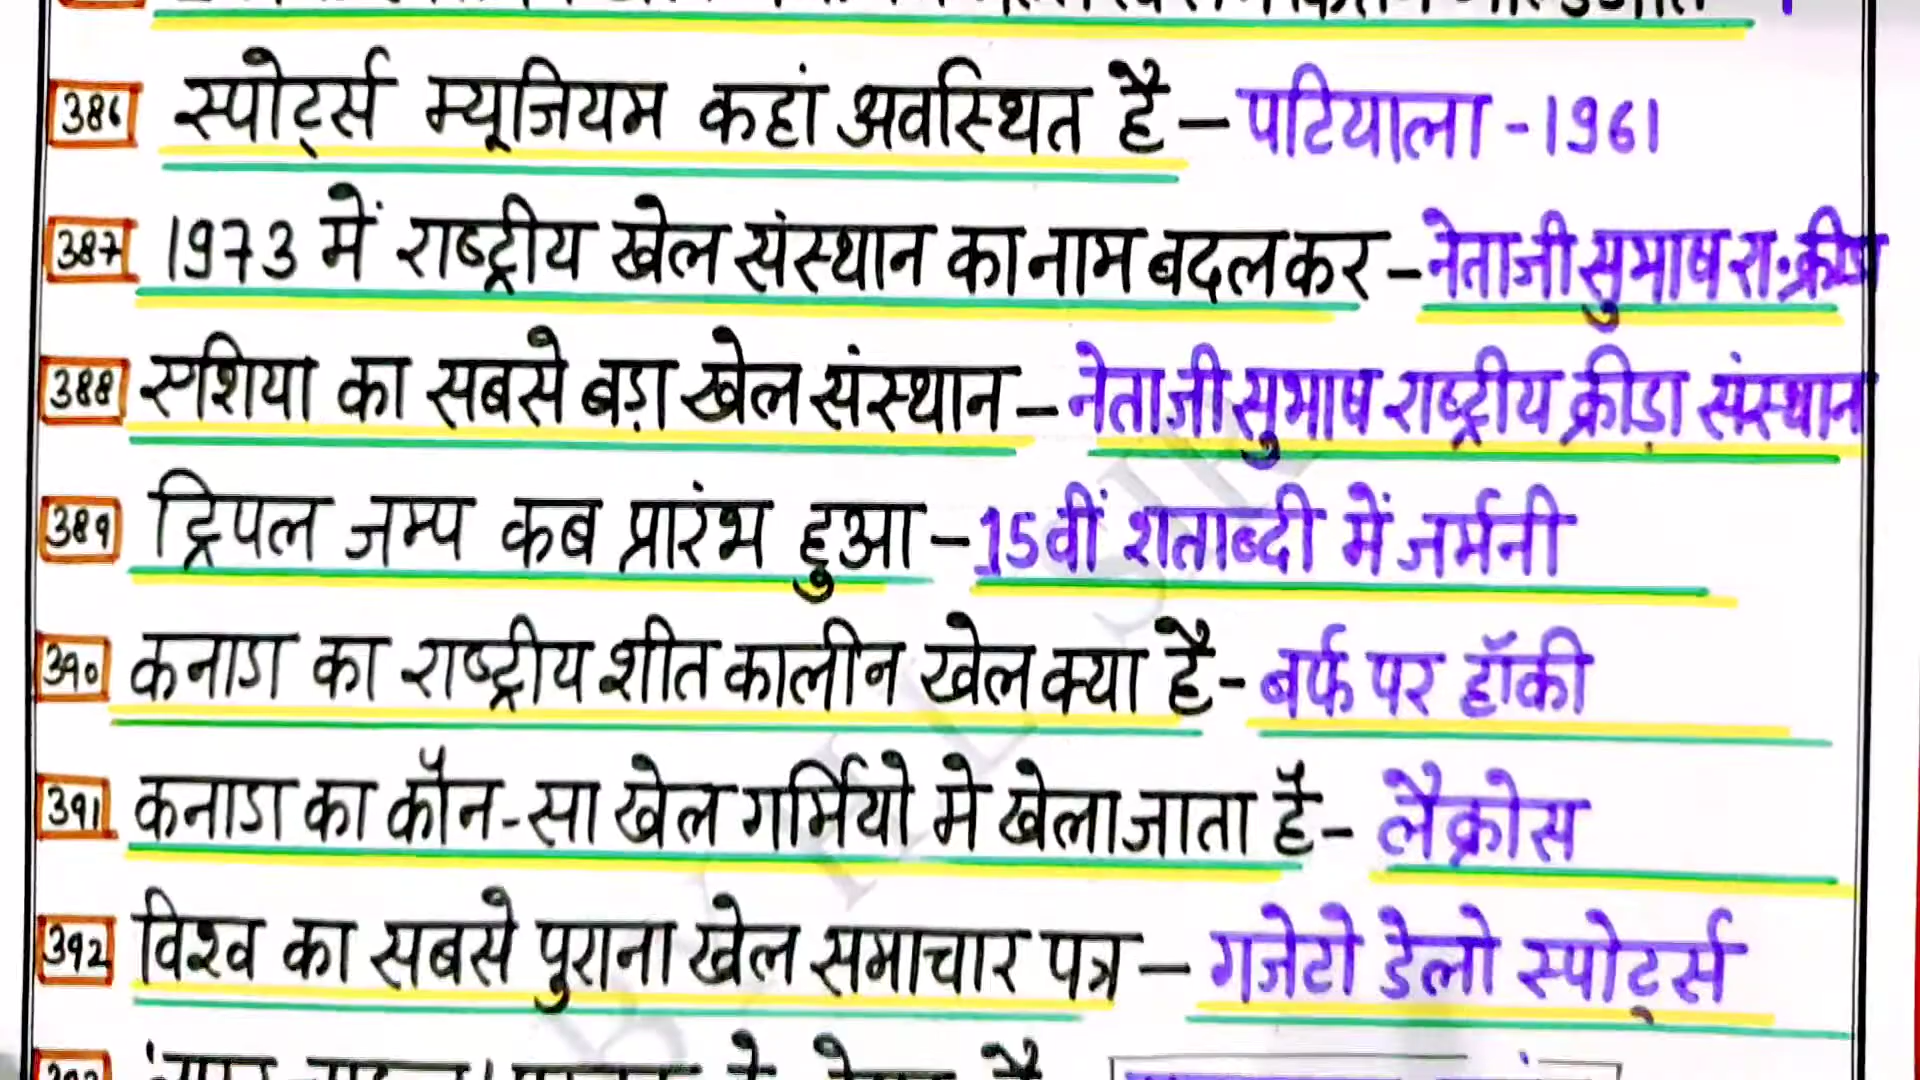 386 स्पोर्ट्स म्यूजियम कहां अवस्थित है – पटियाला - 1961
387 1973 में राष्ट्रीय खेल संस्थान का नाम बदलकर – नेताजी सुभाष रा. क्रीडा
388 एशिया का सबसे बड़ा खेल संस्थान – नेताजी सुभाष राष्ट्रीय क्रीड़ा संस्थान
389 ट्रिपल जम्प कब प्रारंभ हुआ – 15वीं शताब्दी में जर्मनी
390 कनाडा का राष्ट्रीय शीत कालीन खेल क्या है - बर्फ पर हॉकी
391 कनाडा का कौन-सा खेल गर्मियो मे खेला जाता है - लैक्रोस
392 विश्व का सबसे पुराना खेल समाचार पत्र – गजेटो डेलो स्पोर्ट्स